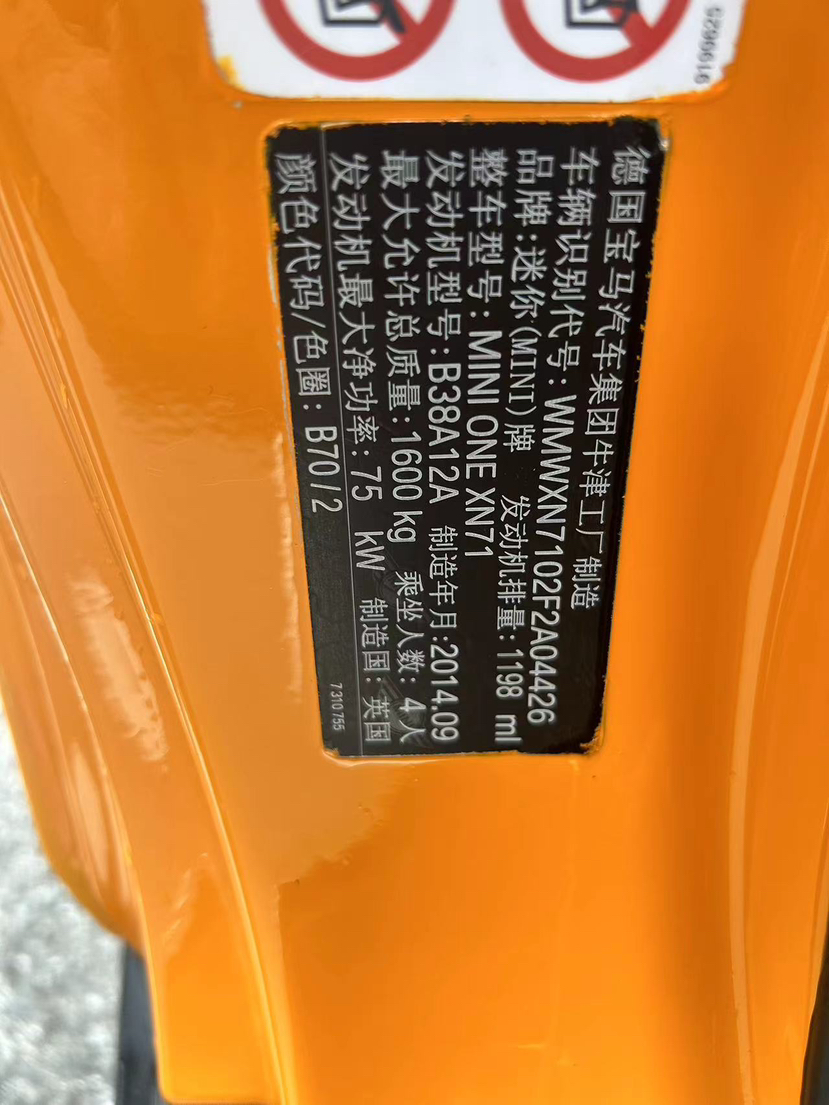 9196625
德国宝马汽车集团牛津工厂制造
车辆识别代号: WMWXN7102F2A04426
品牌:迷你(MINI)牌 发动机排量:1198 ml
整车型号: MINI ONE XN71
发动机型号:B38A12A 制造年月:2014.09
最大允许总质量:1600 kg 乘坐人数: 4人
发动机最大净功率: 75 kW 制造国: 英国
颜色代码/色圈: B70/2
7 310 755